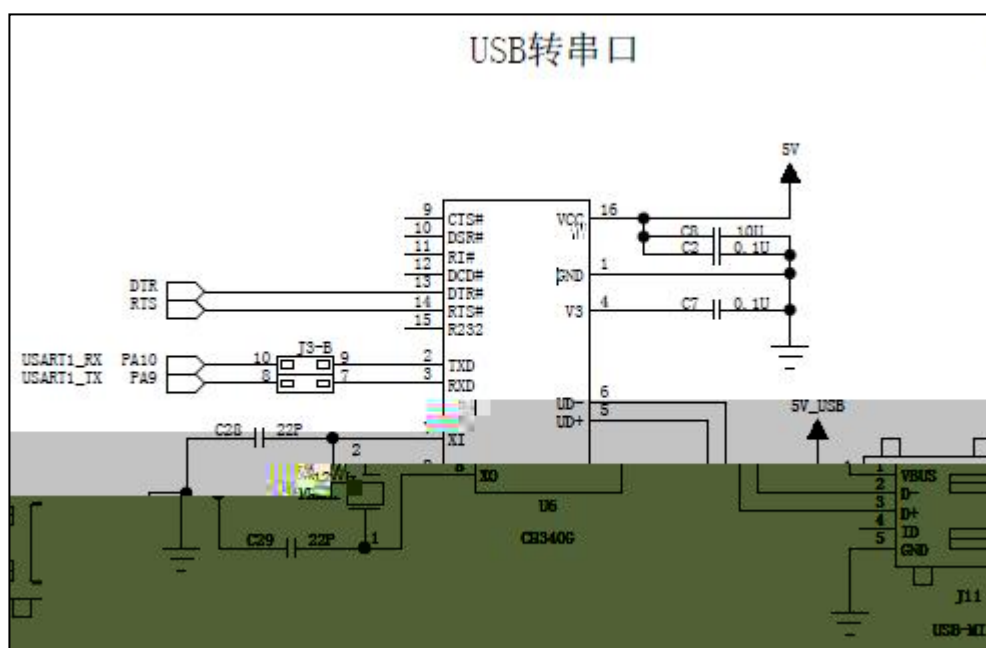 USB转串口
5V
9 CTS# VCC 16
10 DSR# C8 10U
11 RI# C2 0.1U
12 DCD# GND 1
DTR 13 DTR#
RTS 14 RTS# V3 4 C7 0.1U
15 R232
J3-B
USART1_RX PA10 10 9 2 TXD
USART1_TX PA9 8 7 3 RXD
UD- 6
UD+ 5 5V_USB
C28 22P XI
2
XO 1 VBUS
2 D-
U6 3 D+
C29 22P 1 CH340G 4 ID
5 GND
J11
USB-MI